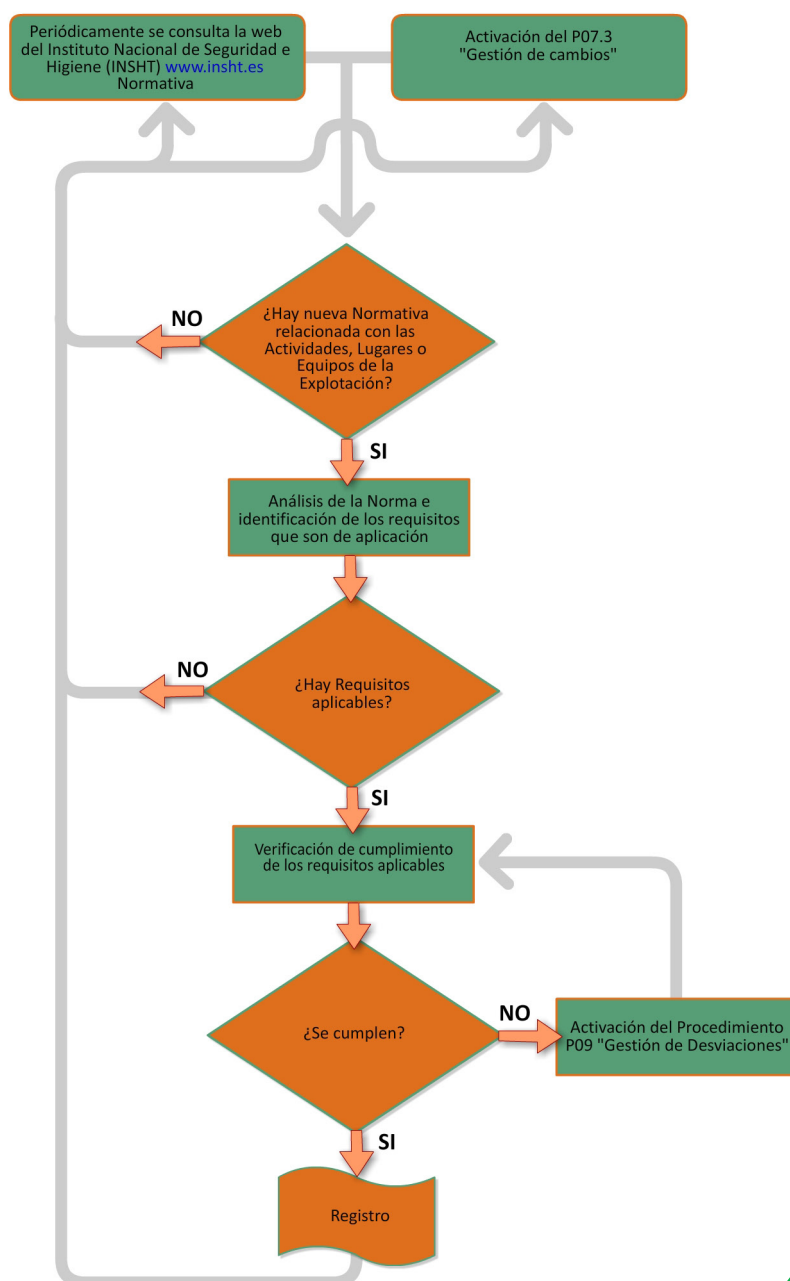 Periódicamente se consulta la web
del Instituto Nacional de Seguridad e
Higiene (INSHT) www.insht.es
Normativa
Activación del P07.3
"Gestión de cambios"
¿Hay nueva Normativa
relacionada con las
Actividades, Lugares o
Equipos de la
Explotación?
NO
SI
Análisis de la Norma e
identificación de los requisitos
que son de aplicación
¿Hay Requisitos
aplicables?
NO
SI
Verificación de cumplimiento
de los requisitos aplicables
¿Se cumplen?
NO
Activación del Procedimiento
P09 "Gestión de Desviaciones"
SI
Registro